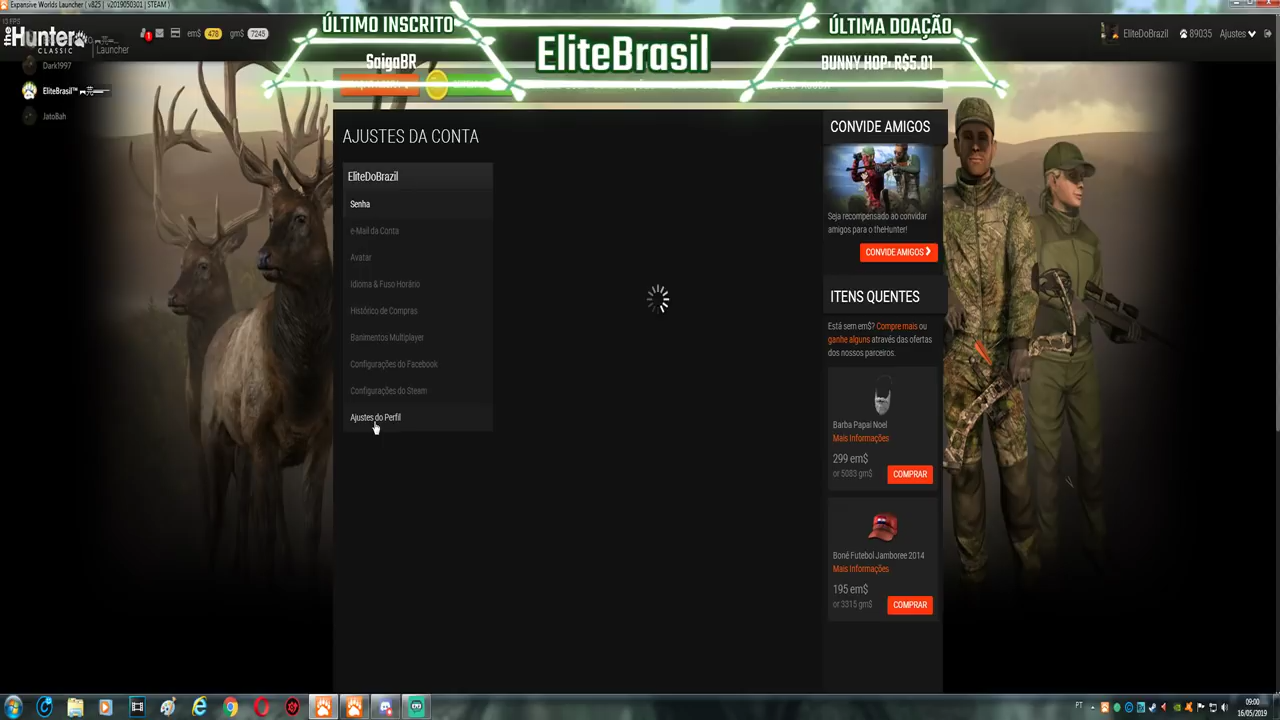 Expansive Worlds Launcher ( v825 | v2019050301 | STEAM )
theHunter
CLASSIC
Launcher
1
em$ 478 gm$ 7245
ÚLTIMO INSCRITO
SaigaBR
EliteBrasil
ÚLTIMA DOAÇÃO
BUNNY HOP: R$5.01
EliteDoBrazil 89035 Ajustes
Dark1997
EliteBrasil™
JatoBah
AJUSTES DA CONTA
EliteDoBrazil
Senha
e-Mail da Conta
Avatar
Idioma & Fuso Horário
Histórico de Compras
Banimentos Multiplayer
Configurações do Facebook
Configurações do Steam
Ajustes do Perfil
CONVIDE AMIGOS
Seja recompensado ao convidar
amigos para o theHunter!
CONVIDE AMIGOS
ITENS QUENTES
Está sem em$? Compre mais ou
ganhe alguns através das ofertas
dos nossos parceiros.
Barba Papai Noel
Mais Informações
299 em$
or 5083 gm$
COMPRAR
Boné Futebol Jamboree 2014
Mais Informações
195 em$
or 3315 gm$
COMPRAR
PT
09:00
16/05/2019